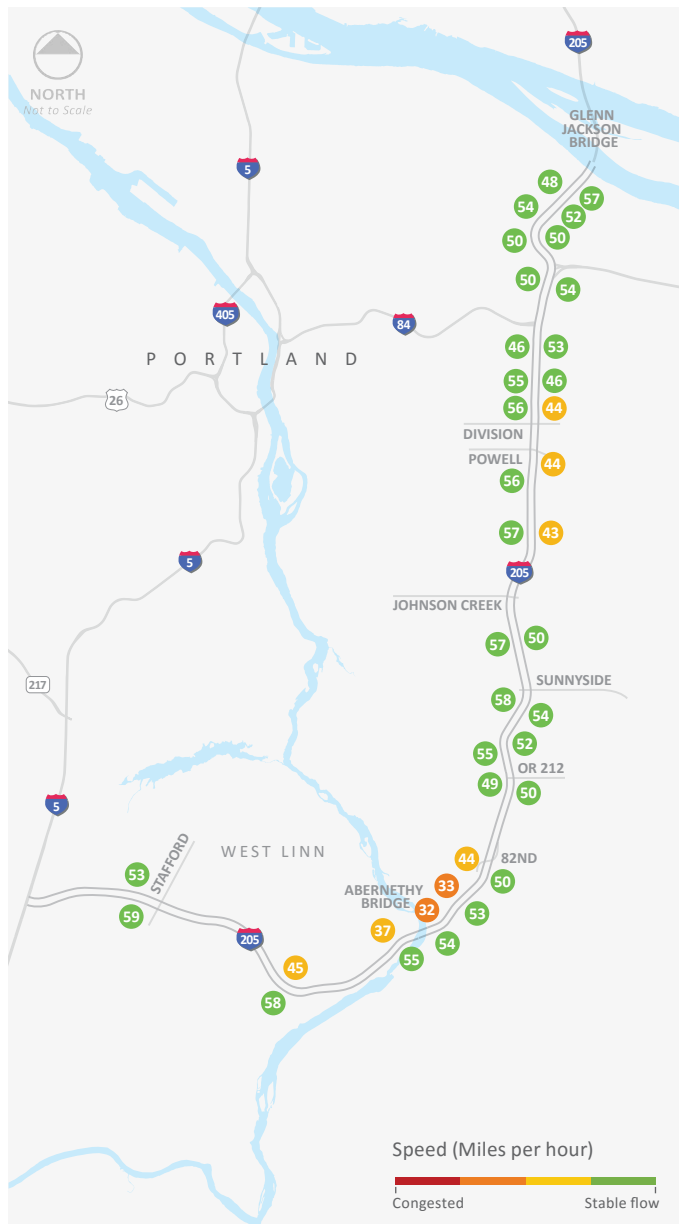 205
NORTH
Not to Scale
GLENN
JACKSON
BRIDGE
5
48
57
54
52
50
50
50
54
405
84
46
53
P O R T L A N D
55
46
26
56
44
DIVISION
POWELL
44
56
57
43
5
205
JOHNSON CREEK
50
57
217
SUNNYSIDE
58
54
52
55
OR 212
49
50
5
WEST LINN
STAFFORD
44
82ND
53
50
33
ABERNETHY
BRIDGE
32
59
53
37
205
54
55
45
58
Speed (Miles per hour)
Congested
Stable flow